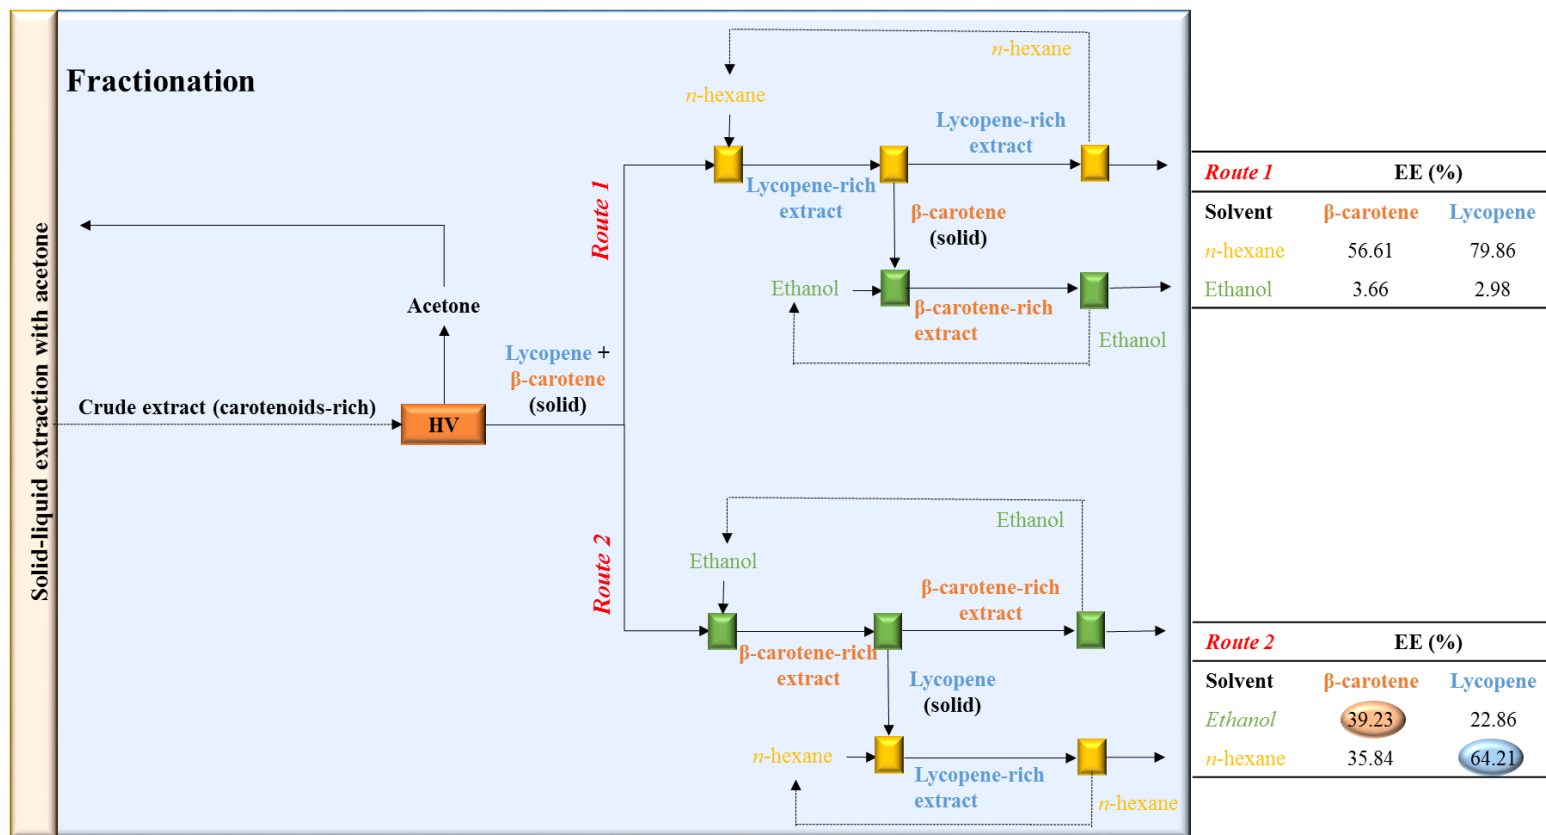 Fractionation
Solid-liquid extraction with acetone
n-hexane
n-hexane
Lycopene-rich
extract
Lycopene-rich
extract
Route 1
β-carotene
(solid)
Ethanol
β-carotene-rich
extract
Ethanol
Acetone
Lycopene +
β-carotene
(solid)
Crude extract (carotenoids-rich)
HV
Route 2
Ethanol
Ethanol
β-carotene-rich
extract
β-carotene-rich
extract
Lycopene
(solid)
n-hexane
Lycopene-rich
extract
n-hexane
Route 1 EE (%)
Solvent β-carotene Lycopene
n-hexane 56.61 79.86
Ethanol 3.66 2.98
Route 2 EE (%)
Solvent β-carotene Lycopene
Ethanol 39.23 22.86
n-hexane 35.84 64.21